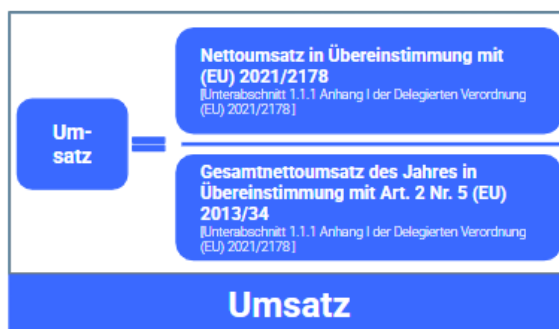 Nettoumsatz in Übereinstimmung mit
(EU) 2021/2178
[Unterabschnitt 1.1.1 Anhang I der Delegierten Verordnung
(EU) 2021/2178]
Um-
satz
=
Gesamtnettoumsatz des Jahres in
Übereinstimmung mit Art. 2 Nr. 5 (EU)
2013/34
[Unterabschnitt 1.1.1 Anhang I der Delegierten Verordnung
(EU) 2021/2178]
Umsatz